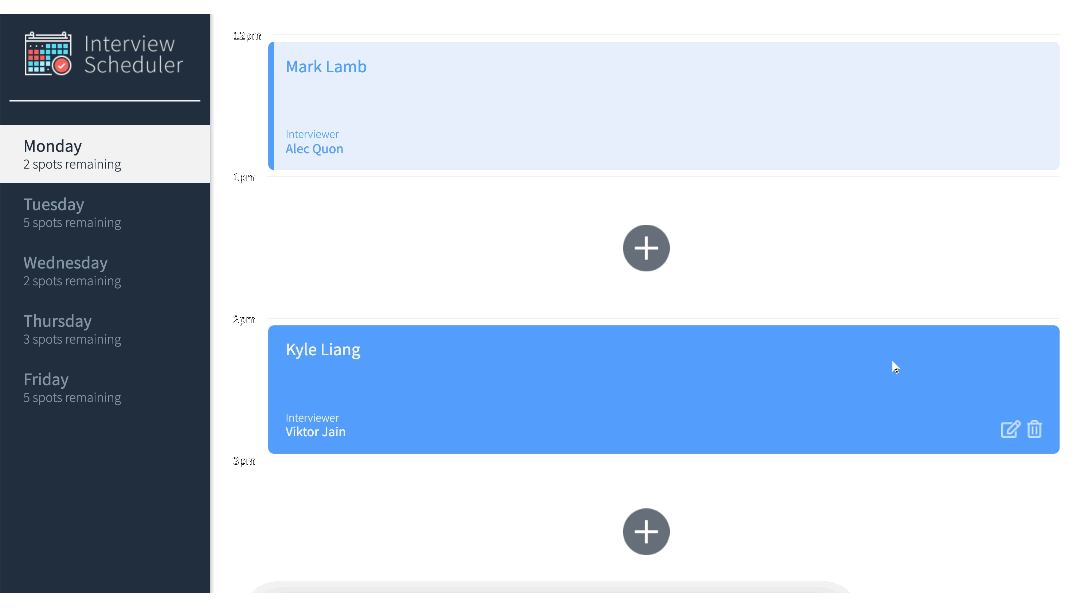 Interview
Scheduler
Monday
2 spots remaining
Tuesday
5 spots remaining
Wednesday
2 spots remaining
Thursday
3 spots remaining
Friday
5 spots remaining
12pm
Mark Lamb
Interviewer
Alec Quon
1pm
2pm
Kyle Liang
Interviewer
Viktor Jain
3pm